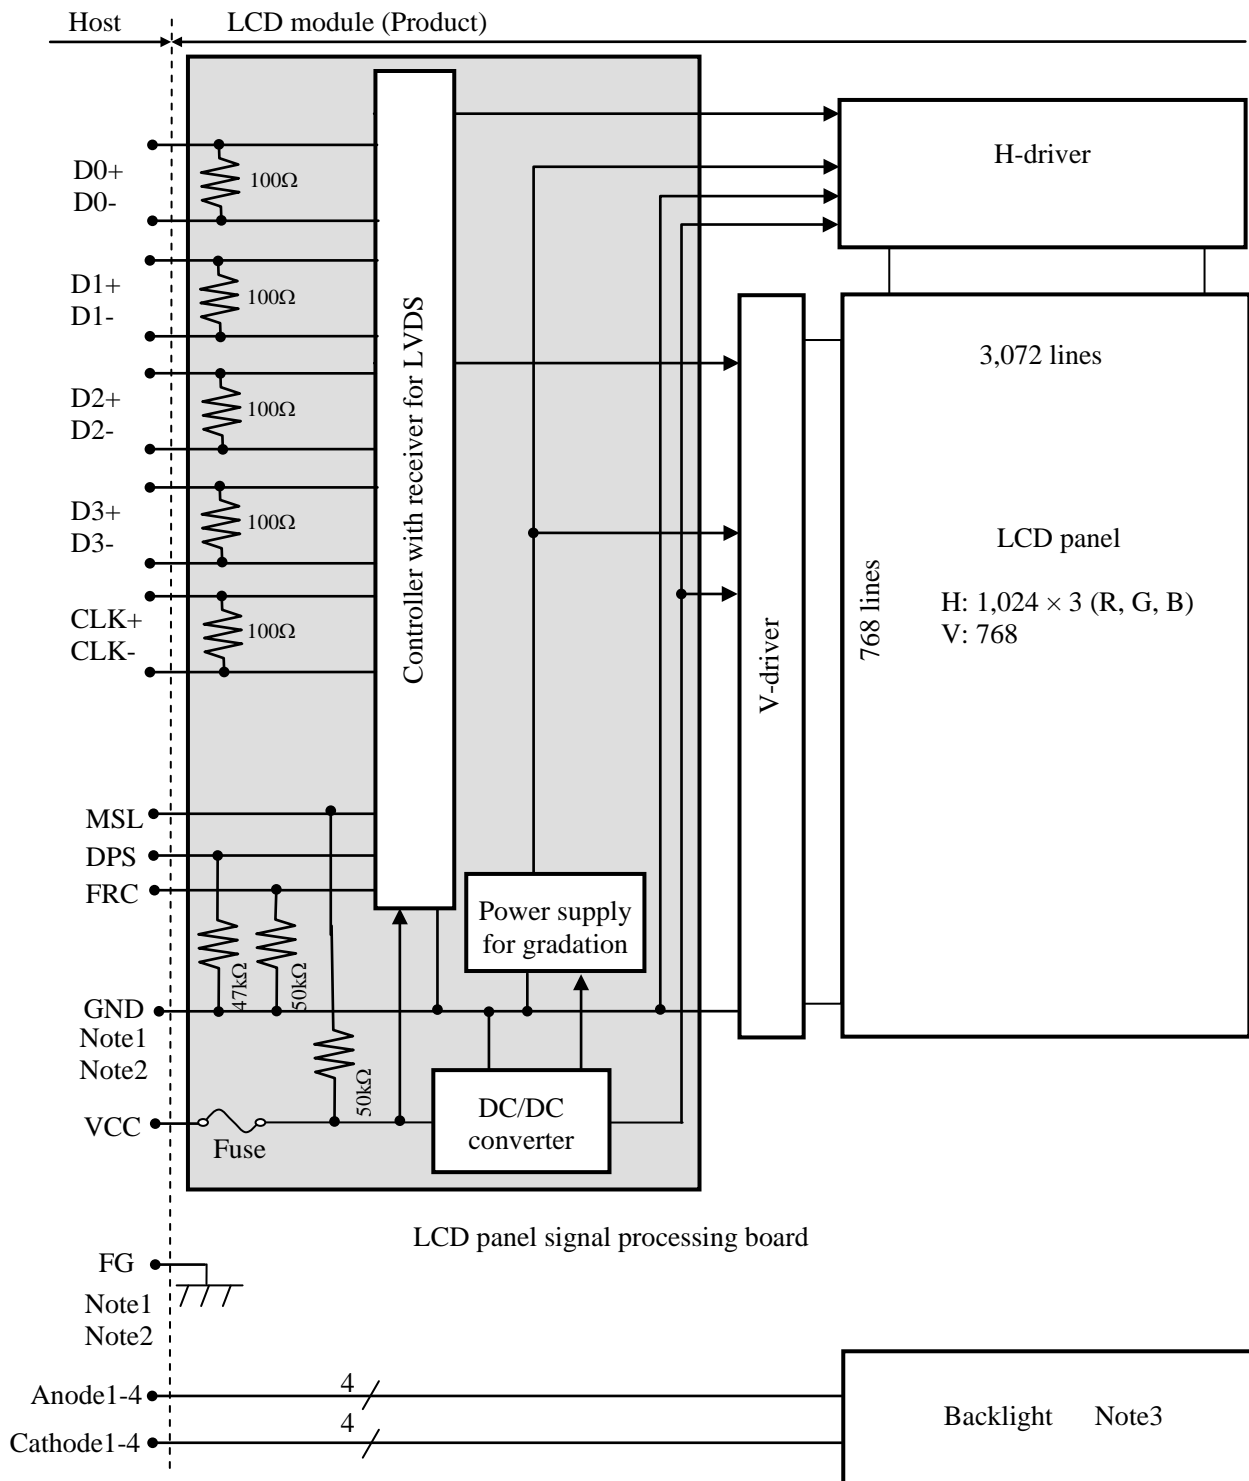 Host
LCD module (Product)
D0+
D0-
100Ω
D1+
D1-
100Ω
D2+
D2-
100Ω
D3+
D3-
100Ω
CLK+
CLK-
100Ω
MSL
DPS
FRC
47kΩ
50kΩ
GND
Note1
Note2
50kΩ
VCC
Fuse
Controller with receiver for LVDS
Power supply
for gradation
DC/DC
converter
H-driver
V-driver
3,072 lines
768 lines
LCD panel
H: 1,024 × 3 (R, G, B)
V: 768
LCD panel signal processing board
FG
Note1
Note2
Anode1-4
4
Cathode1-4
4
Backlight Note3